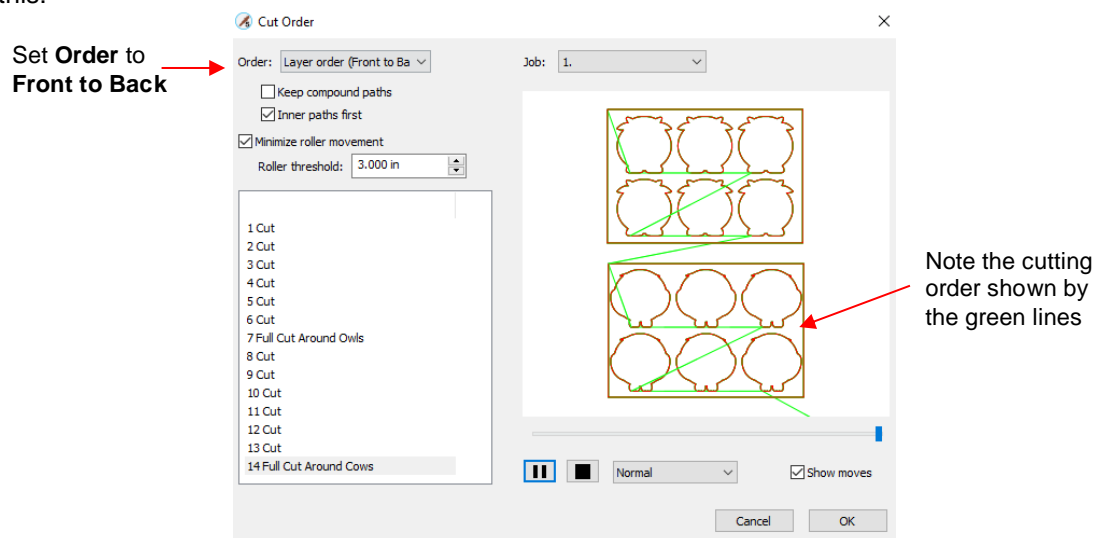 this.
Cut Order
Set Order to
Front to Back
Order: Layer order (Front to Ba
Job: 1.
Keep compound paths
Inner paths first
Minimize roller movement
Roller threshold: 3.000 in
1 Cut
2 Cut
3 Cut
4 Cut
5 Cut
6 Cut
7 Full Cut Around Owls
8 Cut
9 Cut
10 Cut
11 Cut
12 Cut
13 Cut
14 Full Cut Around Cows
Note the cutting
order shown by
the green lines
Normal
Show moves
Cancel
OK